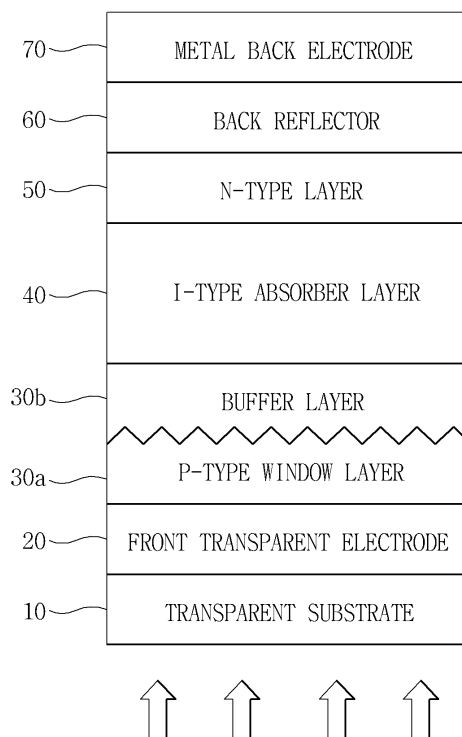 70 METAL BACK ELECTRODE
60 BACK REFLECTOR
50 N-TYPE LAYER
40 I-TYPE ABSORBER LAYER
30b BUFFER LAYER
30a P-TYPE WINDOW LAYER
20 FRONT TRANSPARENT ELECTRODE
10 TRANSPARENT SUBSTRATE